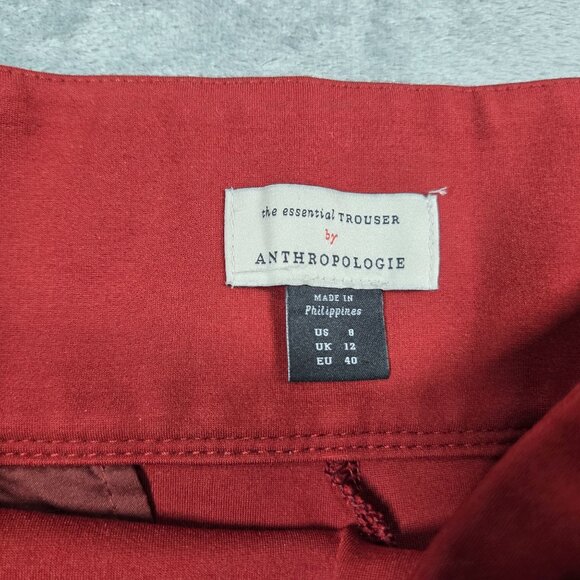 the essential TROUSER
by
ANTHROPOLOGIE
MADE IN
Philippines
US 8
UK 12
EU 40